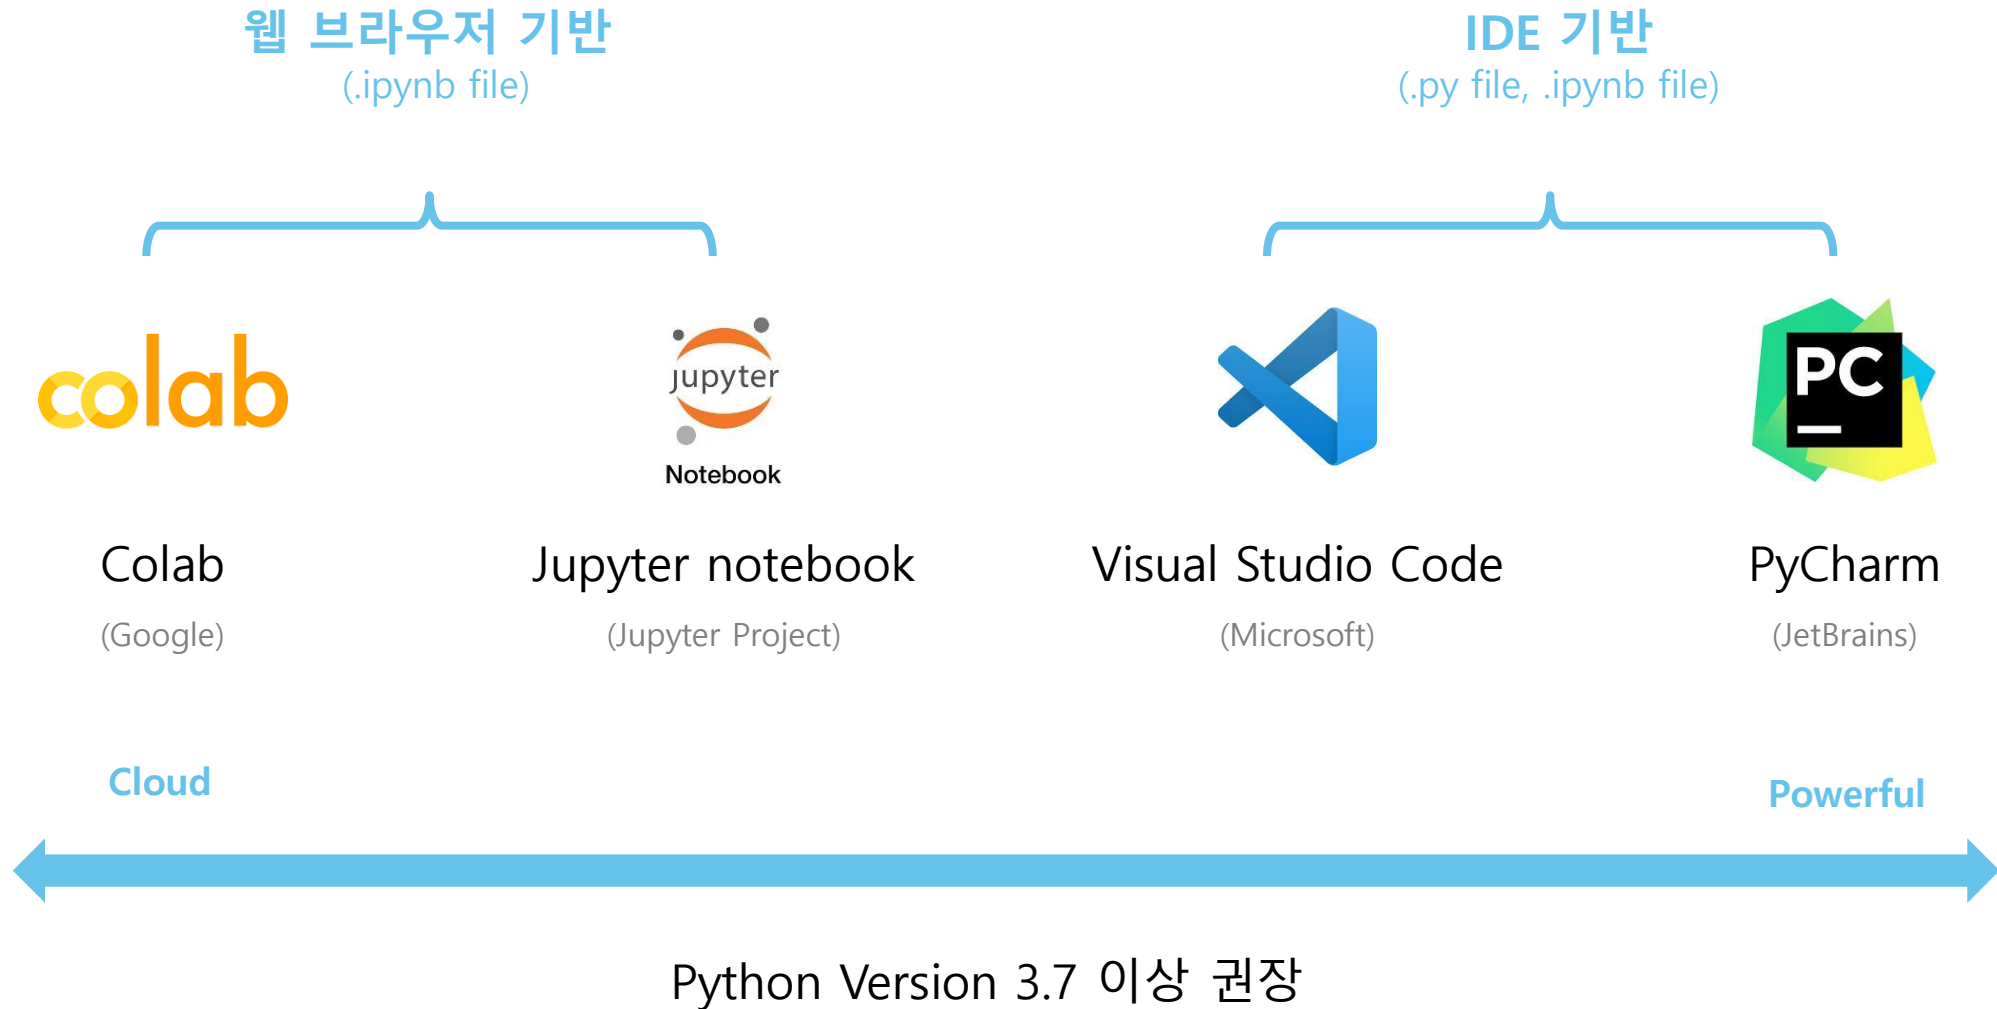 웹 브라우저 기반
(.ipynb file)
IDE 기반
(.py file, .ipynb file)
colab
jupyter
Notebook
PC
Colab
(Google)
Jupyter notebook
(Jupyter Project)
Visual Studio Code
(Microsoft)
PyCharm
(JetBrains)
Cloud
Powerful
Python Version 3.7 이상 권장